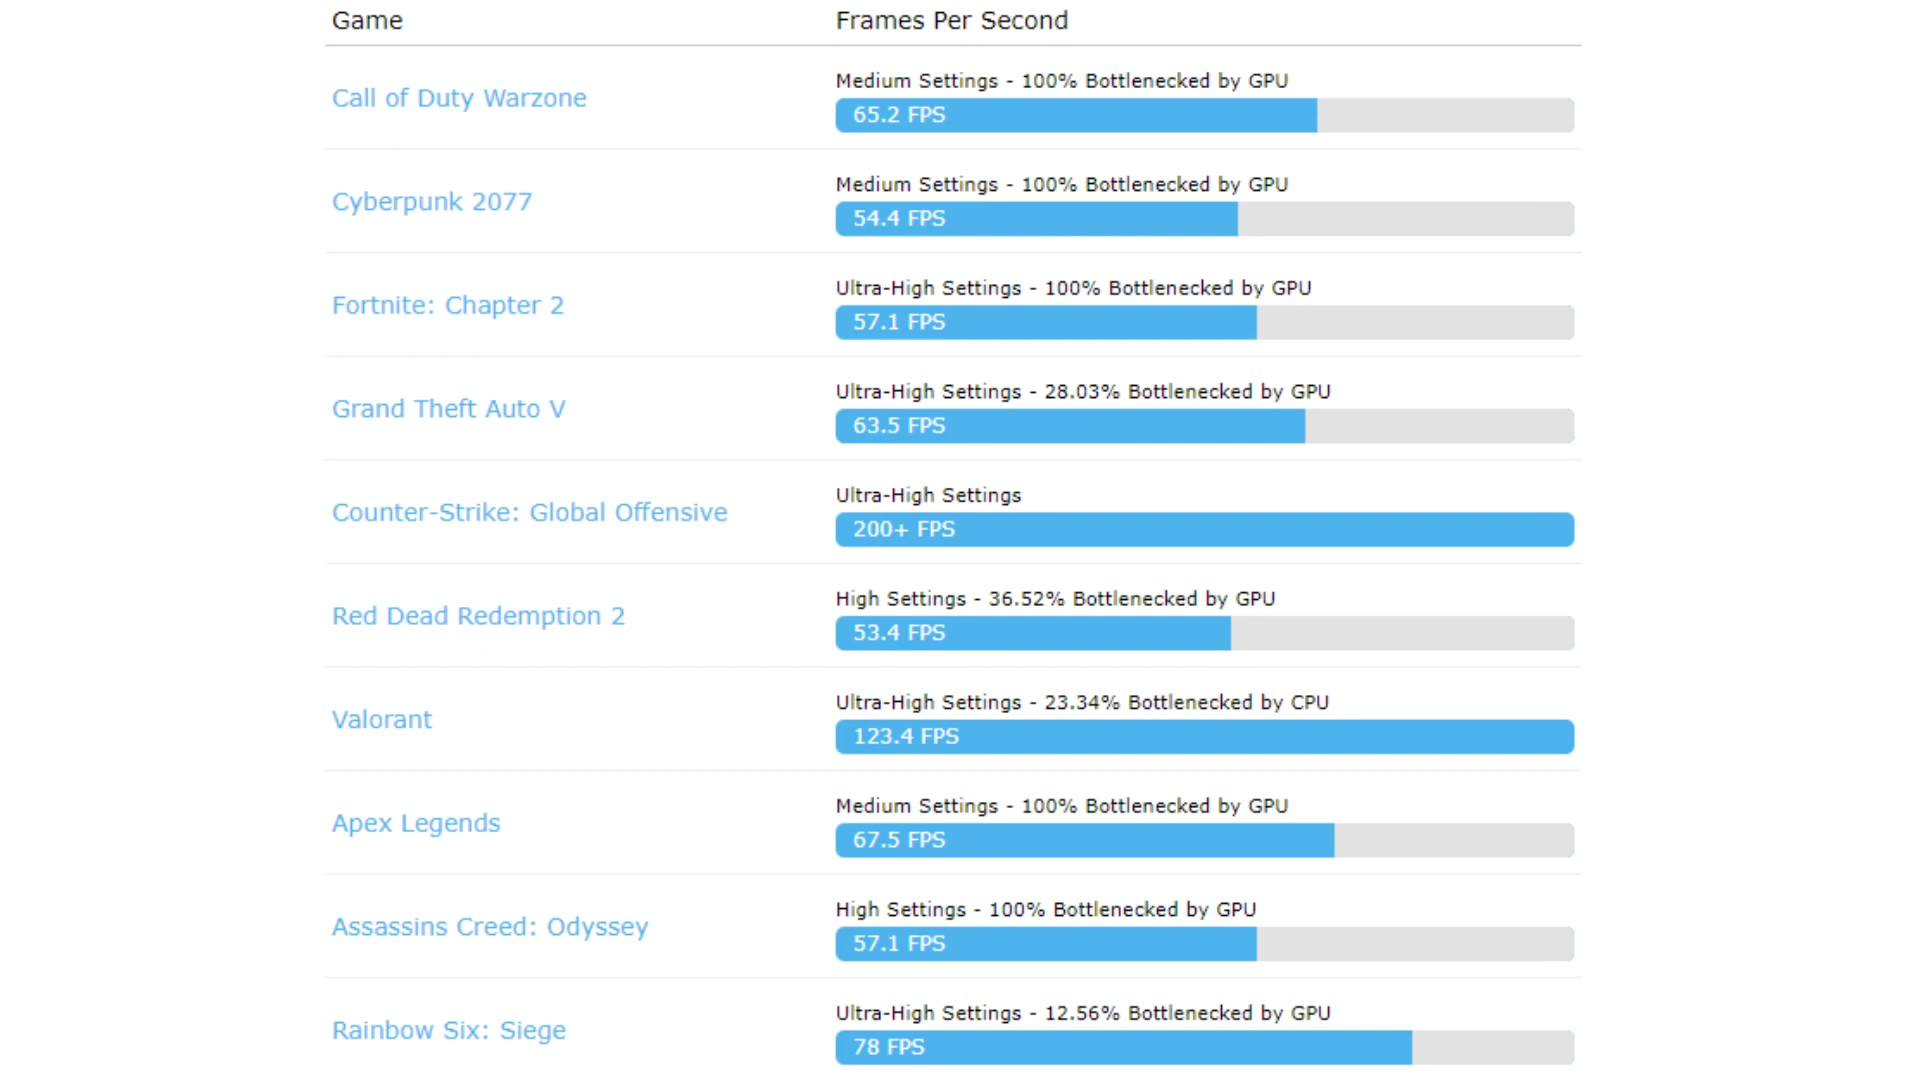 Game Frames Per Second
Medium Settings - 100% Bottlenecked by GPU
Call of Duty Warzone
65.2 FPS
Medium Settings - 100% Bottlenecked by GPU
Cyberpunk 2077
54.4 FPS
Ultra-High Settings - 100% Bottlenecked by GPU
Fortnite: Chapter 2
57.1 FPS
Ultra-High Settings - 28.03% Bottlenecked by GPU
Grand Theft Auto V
63.5 FPS
Ultra-High Settings
Counter-Strike: Global Offensive
200+ FPS
High Settings - 36.52% Bottlenecked by GPU
Red Dead Redemption 2
53.4 FPS
Ultra-High Settings - 23.34% Bottlenecked by CPU
Valorant
123.4 FPS
Medium Settings - 100% Bottlenecked by GPU
Apex Legends
67.5 FPS
High Settings - 100% Bottlenecked by GPU
Assassins Creed: Odyssey
57.1 FPS
Ultra-High Settings - 12.56% Bottlenecked by GPU
Rainbow Six: Siege
78 FPS